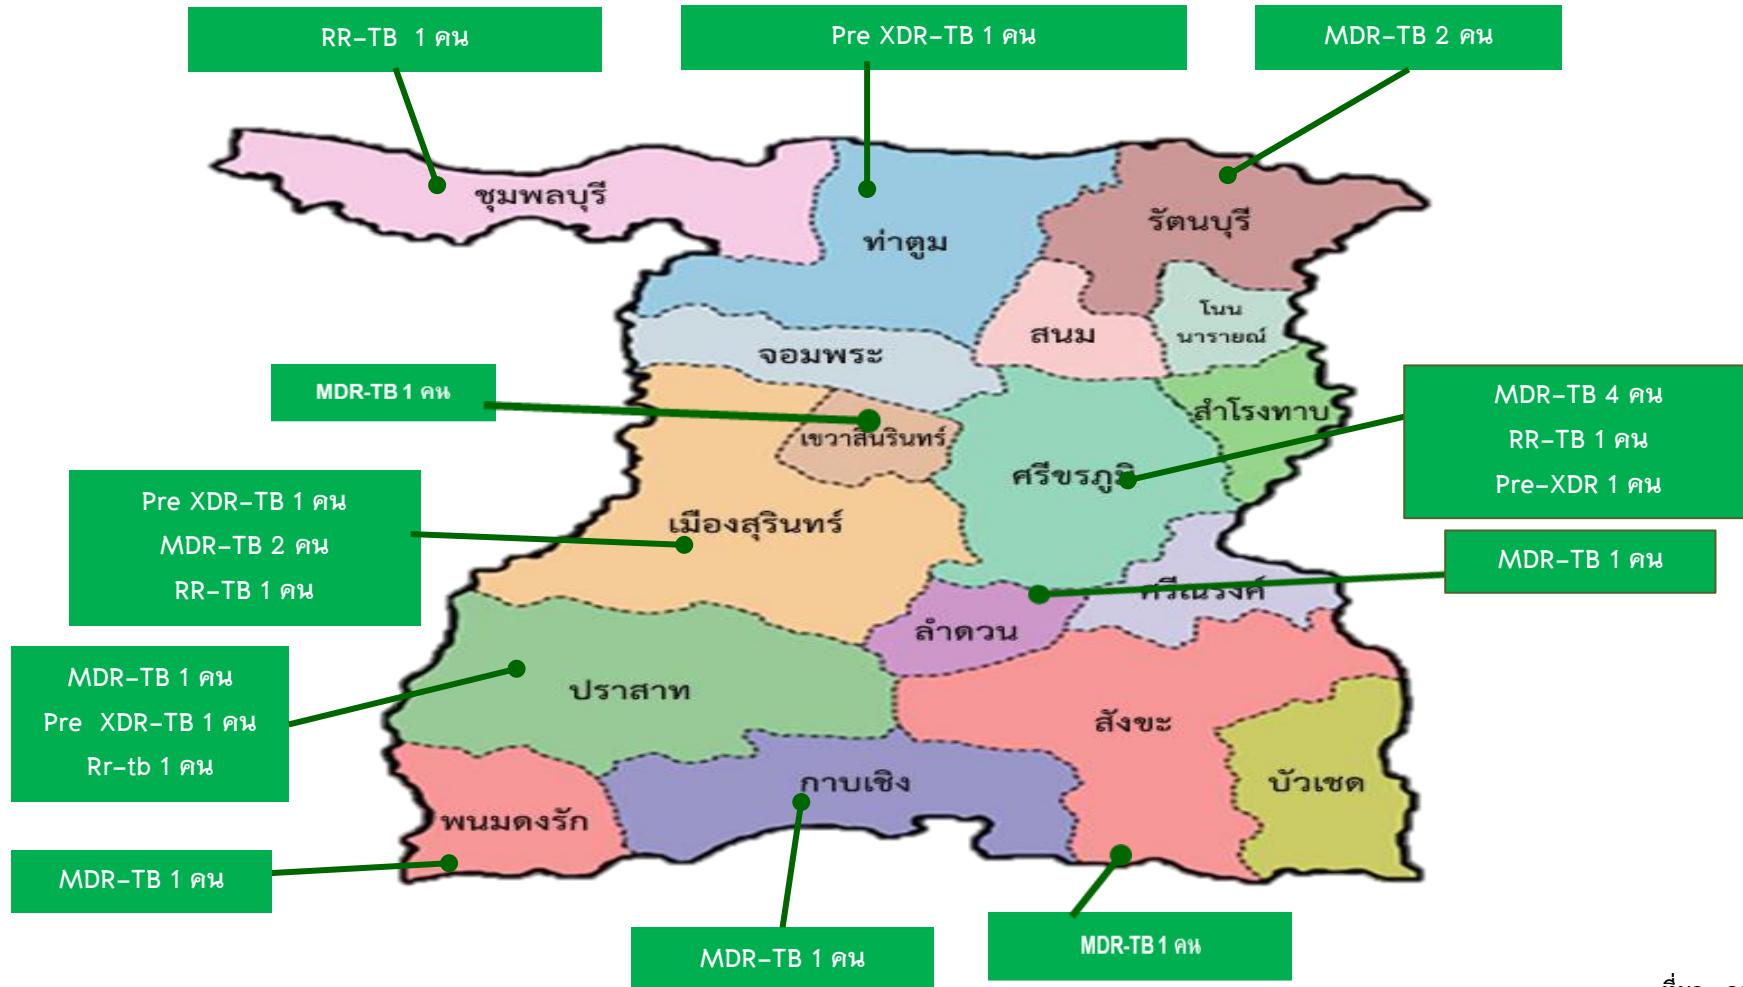 RR-TB 1 คน
Pre XDR-TB 1 คน
MDR-TB 2 คน
ชุมพลบุรี
ท่าตูม
รัตนบุรี
สนม
โนน
นารายณ์
จอมพระ
MDR-TB 1 คน
เขวาสินรินทร์
สำโรงทาบ
ศรีขรภูมิ
MDR-TB 4 คน
RR-TB 1 คน
Pre-XDR 1 คน
Pre XDR-TB 1 คน
MDR-TB 2 คน
RR-TB 1 คน
เมืองสุรินทร์
MDR-TB 1 คน
ศรีณรงค์
ลำดวน
MDR-TB 1 คน
Pre XDR-TB 1 คน
Rr-tb 1 คน
ปราสาท
สังขะ
กาบเชิง
บัวเชด
พนมดงรัก
MDR-TB 1 คน
MDR-TB 1 คน
MDR-TB 1 คน